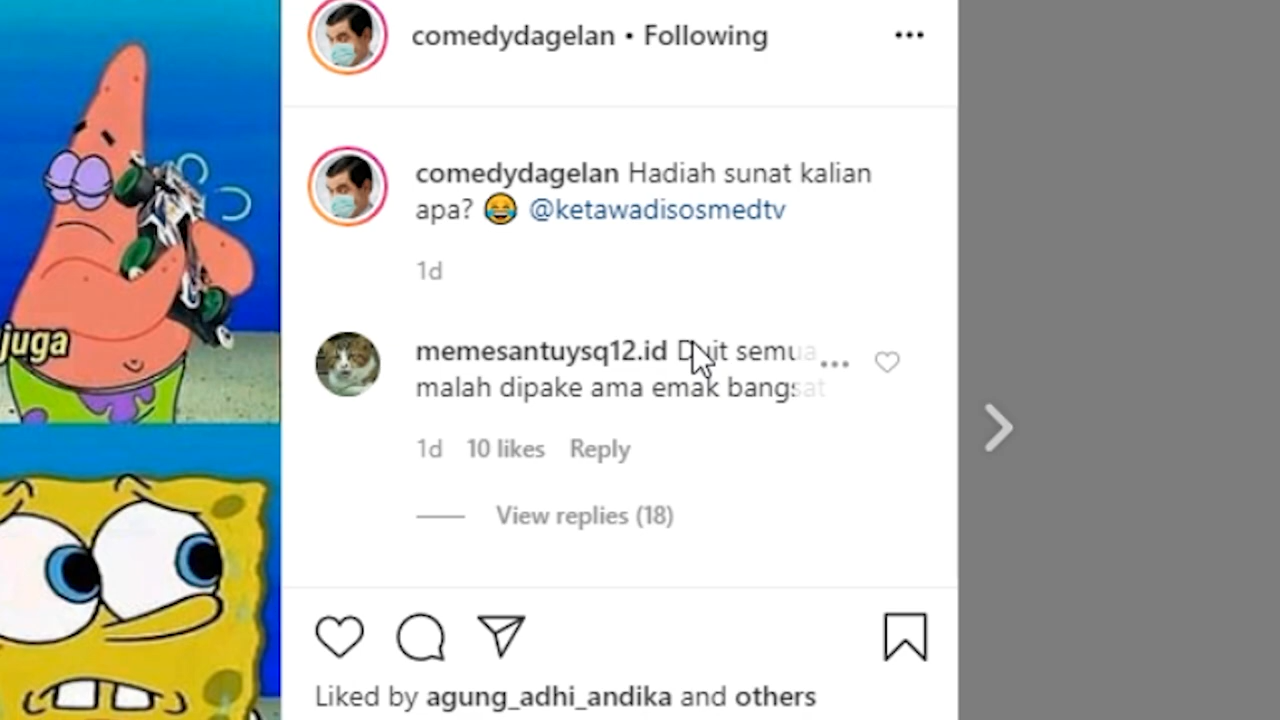 comedydagelan • Following
comedydagelan Hadiah sunat kalian
apa? 😂 @ketawadisosmedtv
1d
juga
memesantuysq12.id Duit semua
malah dipake ama emak bangsat
1d 10 likes Reply
View replies (18)
Liked by agung_adhi_andika and others